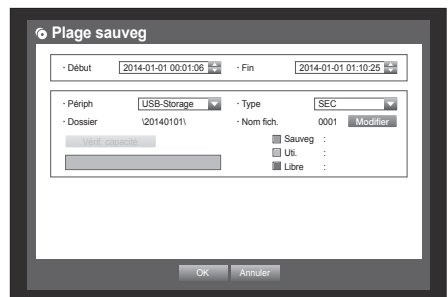 Plage sauveg
· Début 2014-01-01 00:01:06 · Fin 2014-01-01 01:10:25
· Périph USB-Storage · Type SEC
· Dossier \20140101\ · Nom fich. 0001 Modifier
Vérif. capacité Sauveg :
Uti. :
Libre :
OK Annuler